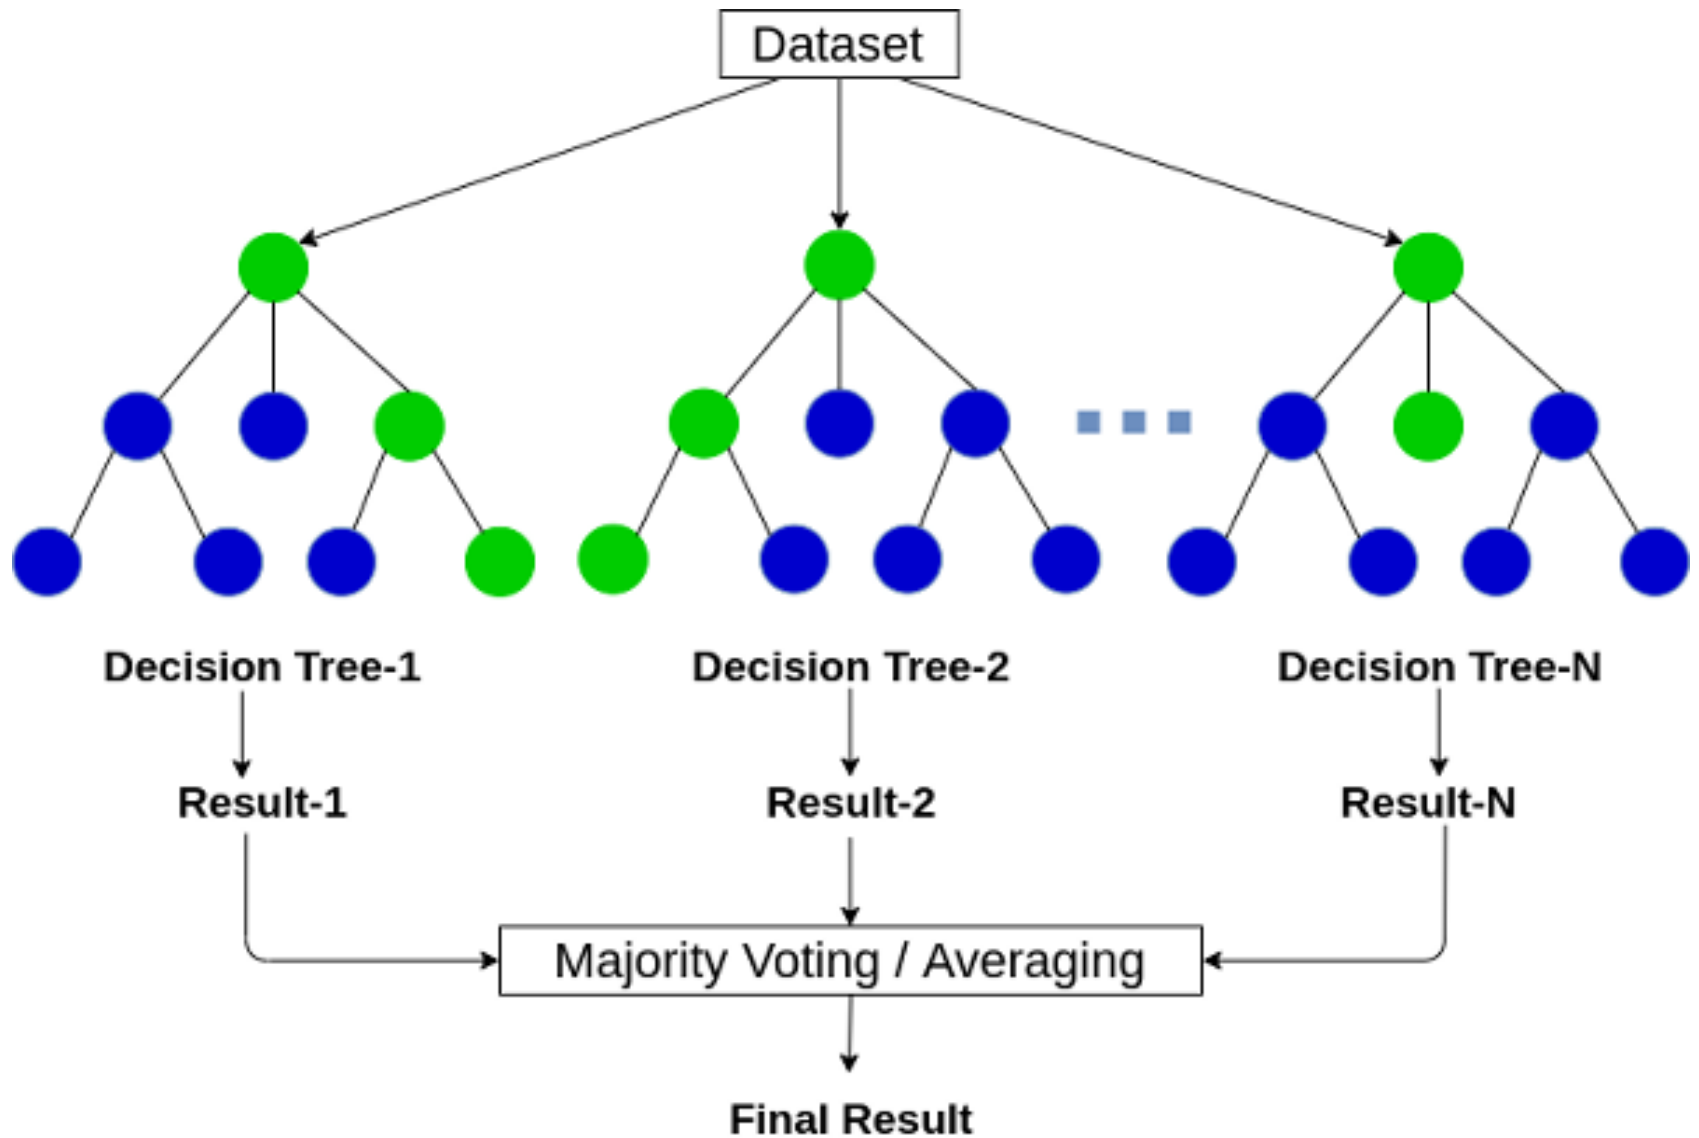 Dataset
Decision Tree-1
Decision Tree-2
Decision Tree-N
Result-1
Result-2
Result-N
Majority Voting / Averaging
Final Result